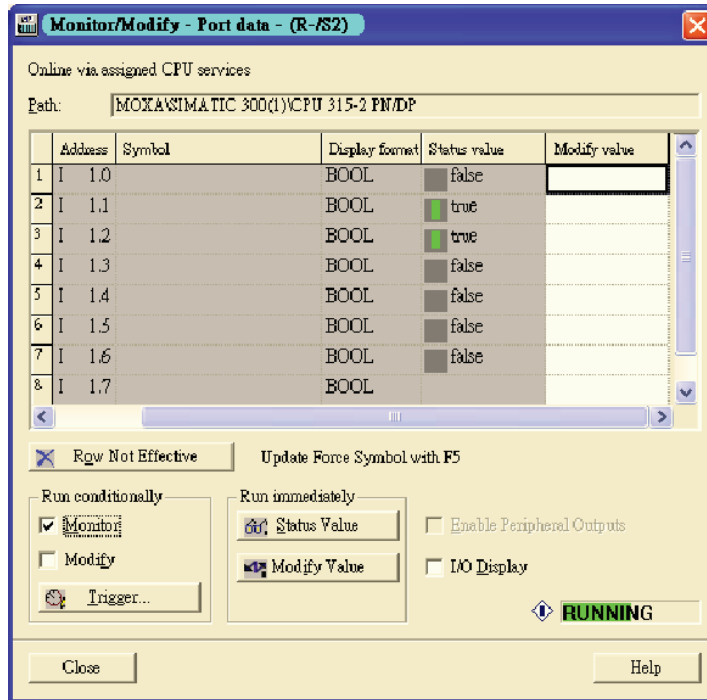 Monitor/Modify - Port data - (R-/S2)
Online via assigned CPU services
Path: MOXA\SIMATIC 300(1)\CPU 315-2 PN/DP
Address Symbol Display format Status value Modify value
1 I 1.0 BOOL false
2 I 1.1 BOOL true
3 I 1.2 BOOL true
4 I 1.3 BOOL false
5 I 1.4 BOOL false
6 I 1.5 BOOL false
7 I 1.6 BOOL false
8 I 1.7 BOOL
Row Not Effective Update Force Symbol with F5
Run conditionally Run immediately
Monitor Status Value Enable Peripheral Outputs
Modify Modify Value I/O Display
Trigger...
RUNNING
Close Help